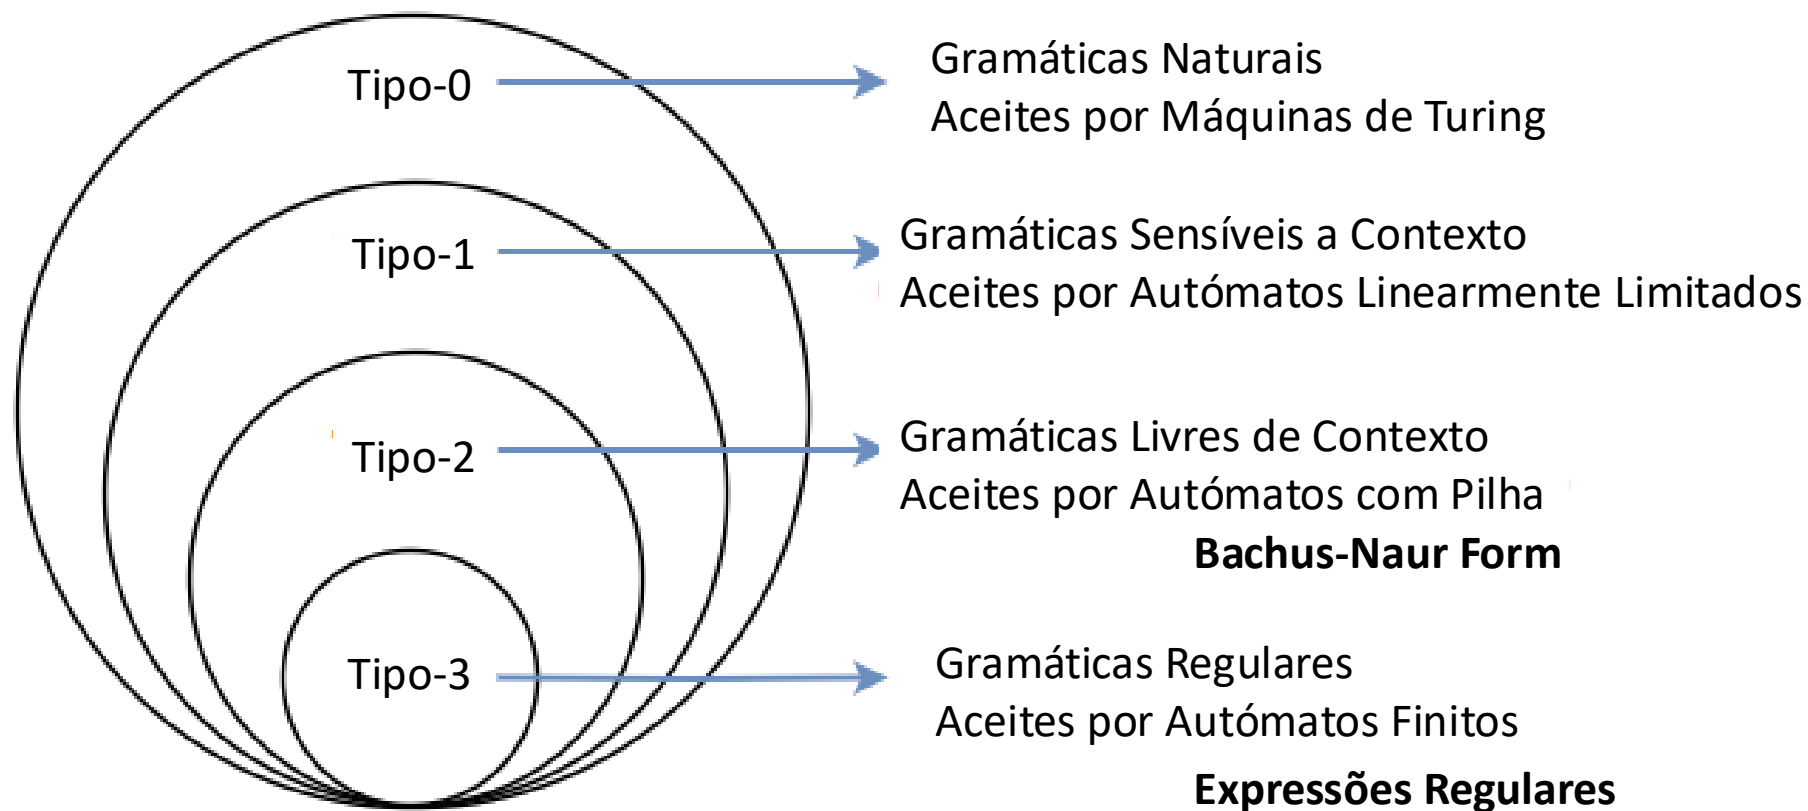 Tipo-0
Gramáticas Naturais
Aceites por Máquinas de Turing
Tipo-1
Gramáticas Sensíveis a Contexto
Aceites por Autómatos Linearmente Limitados
Tipo-2
Gramáticas Livres de Contexto
Aceites por Autómatos com Pilha
Bachus-Naur Form
Tipo-3
Gramáticas Regulares
Aceites por Autómatos Finitos
Expressões Regulares